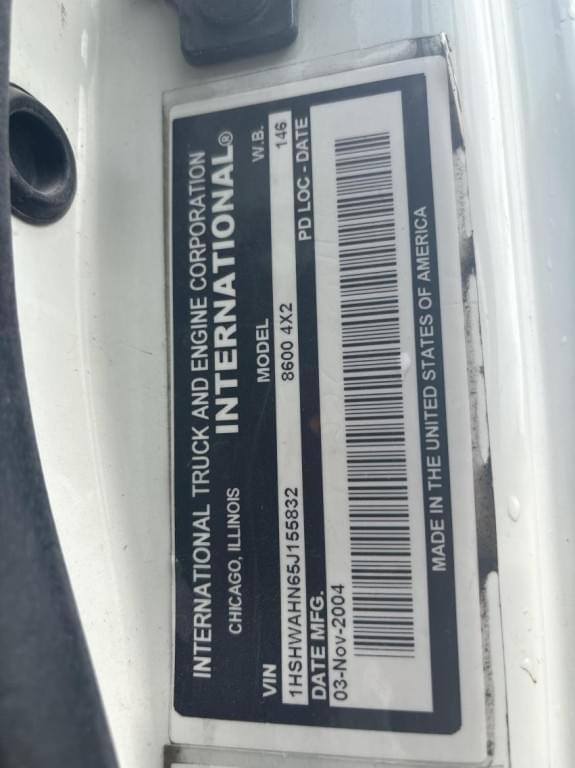 INTERNATIONAL TRUCK AND ENGINE CORPORATION
CHICAGO, ILLINOIS INTERNATIONAL®
VIN MODEL W.B.
1HSHWAHN65J155832 8600 4X2 146
DATE MFG. PD LOC - DATE
03-Nov-2004
MADE IN THE UNITED STATES OF AMERICA